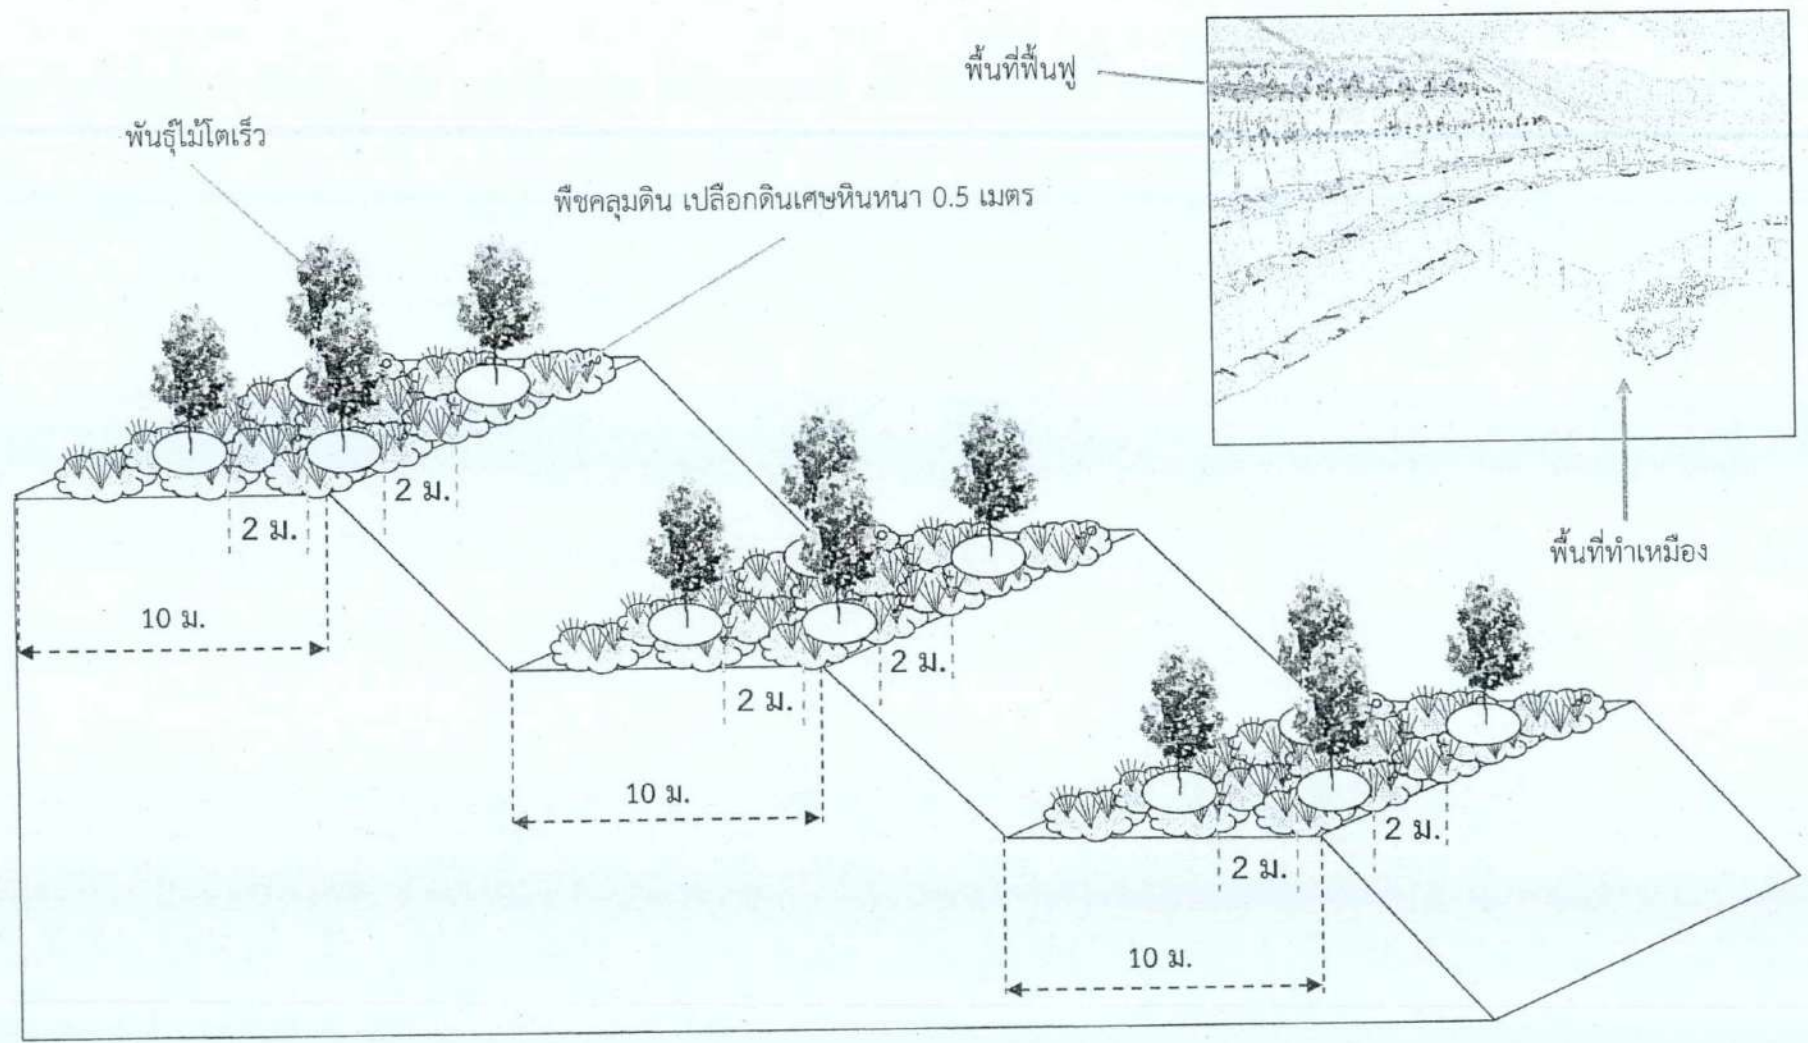 พื้นที่ฟื้นฟู
พันธุ์ไม้โตเร็ว
พืชคลุมดิน เปลือกดินเศษหินหนา 0.5 เมตร
2 ม.
2 ม.
10 ม.
พื้นที่ทำเหมือง
2 ม.
2 ม.
10 ม.
2 ม.
2 ม.
10 ม.